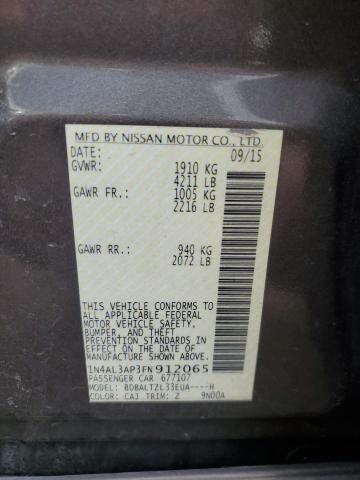 MFD BY NISSAN MOTOR CO., LTD.
DATE: 09/15
GVWR: 1910 KG
4211 LB
GAWR FR: 1005 KG
2216 LB
GAWR RR: 940 KG
2072 LB
THIS VEHICLE CONFORMS TO
ALL APPLICABLE FEDERAL
MOTOR VEHICLE SAFETY,
BUMPER, AND THEFT
PREVENTION STANDARDS
IN EFFECT ON THE DATE OF
MANUFACTURE SHOWN ABOVE.
1N4AL3AP3FN912065
PASSENGER CAR 677107
MODEL: BDBALTZL33EUA----H
COLOR: CAJ TRIM: Z 9N00A